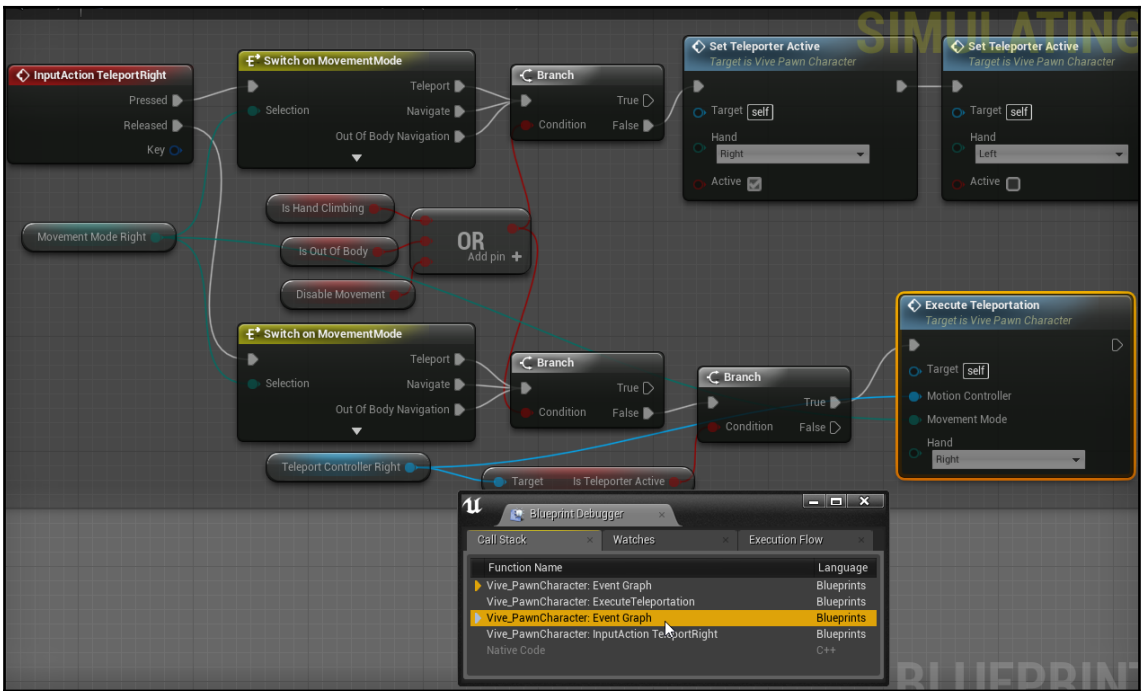 SIMULATING
InputAction TeleportRight
Pressed
Released
Key
Switch on MovementMode
Selection
Teleport
Navigate
Out Of Body Navigation
Branch
Condition
True
False
Set Teleporter Active
Target is Vive Pawn Character
Target self
Hand
Right
Active
Set Teleporter Active
Target is Vive Pawn Character
Target self
Hand
Left
Active
Movement Mode Right
Is Hand Climbing
Is Out Of Body
Disable Movement
OR
Add pin +
Switch on MovementMode
Selection
Teleport
Navigate
Out Of Body Navigation
Branch
Condition
True
False
Branch
Condition
True
False
Execute Teleportation
Target is Vive Pawn Character
Target self
Motion Controller
Movement Mode
Hand
Right
Teleport Controller Right
Target Is Teleporter Active
Blueprint Debugger
Call Stack Watches Execution Flow
Function Name Language
Vive_PawnCharacter: Event Graph Blueprints
Vive_PawnCharacter: ExecuteTeleportation Blueprints
Vive_PawnCharacter: Event Graph Blueprints
Vive_PawnCharacter: InputAction TeleportRight Blueprints
Native Code C++
BLUEPRINT